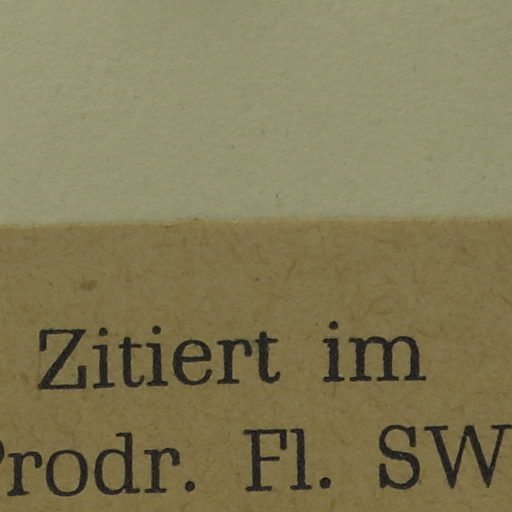 Zitiert im
Prodr. Fl. SW